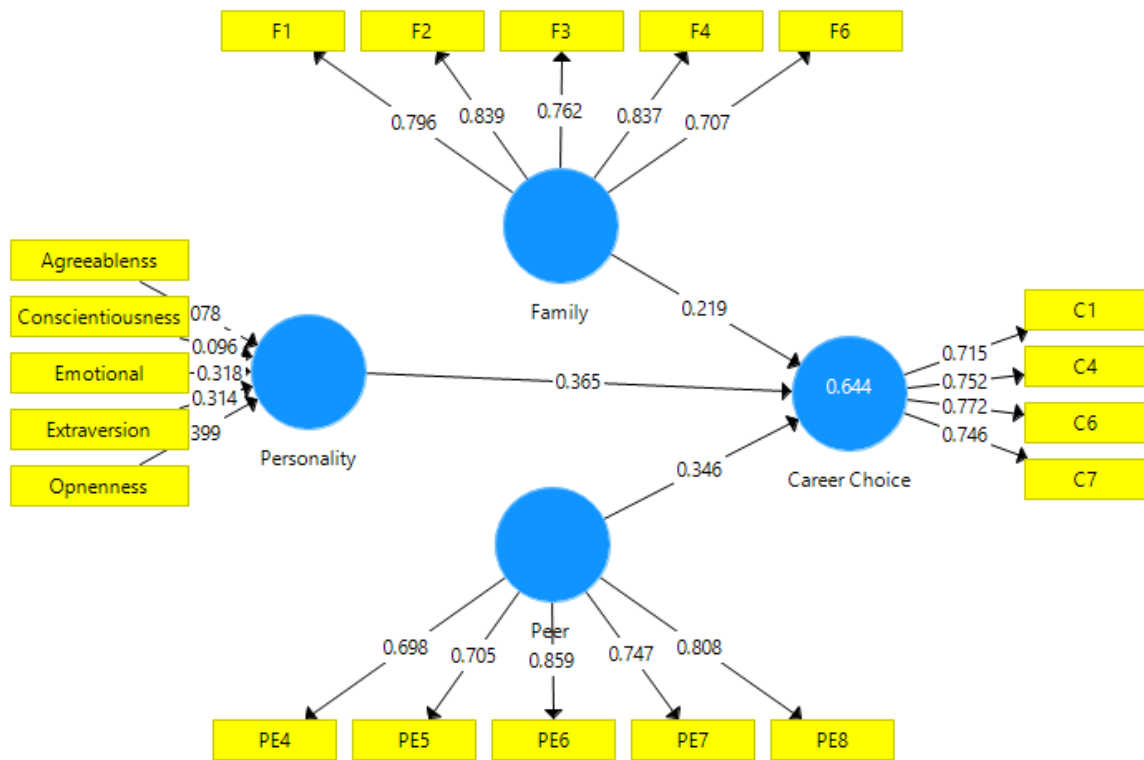 F1
F2
F3
F4
F6
0.796
0.839
0.762
0.837
0.707
Family
Agreeablenss
Conscientiousness
Emotional
Extraversion
Opnenness
078
0.096
0.318
0.314
399
Personality
0.219
0.365
0.346
0.644
Career Choice
0.715
0.752
0.772
0.746
C1
C4
C6
C7
Peer
0.698
0.705
0.859
0.747
0.808
PE4
PE5
PE6
PE7
PE8